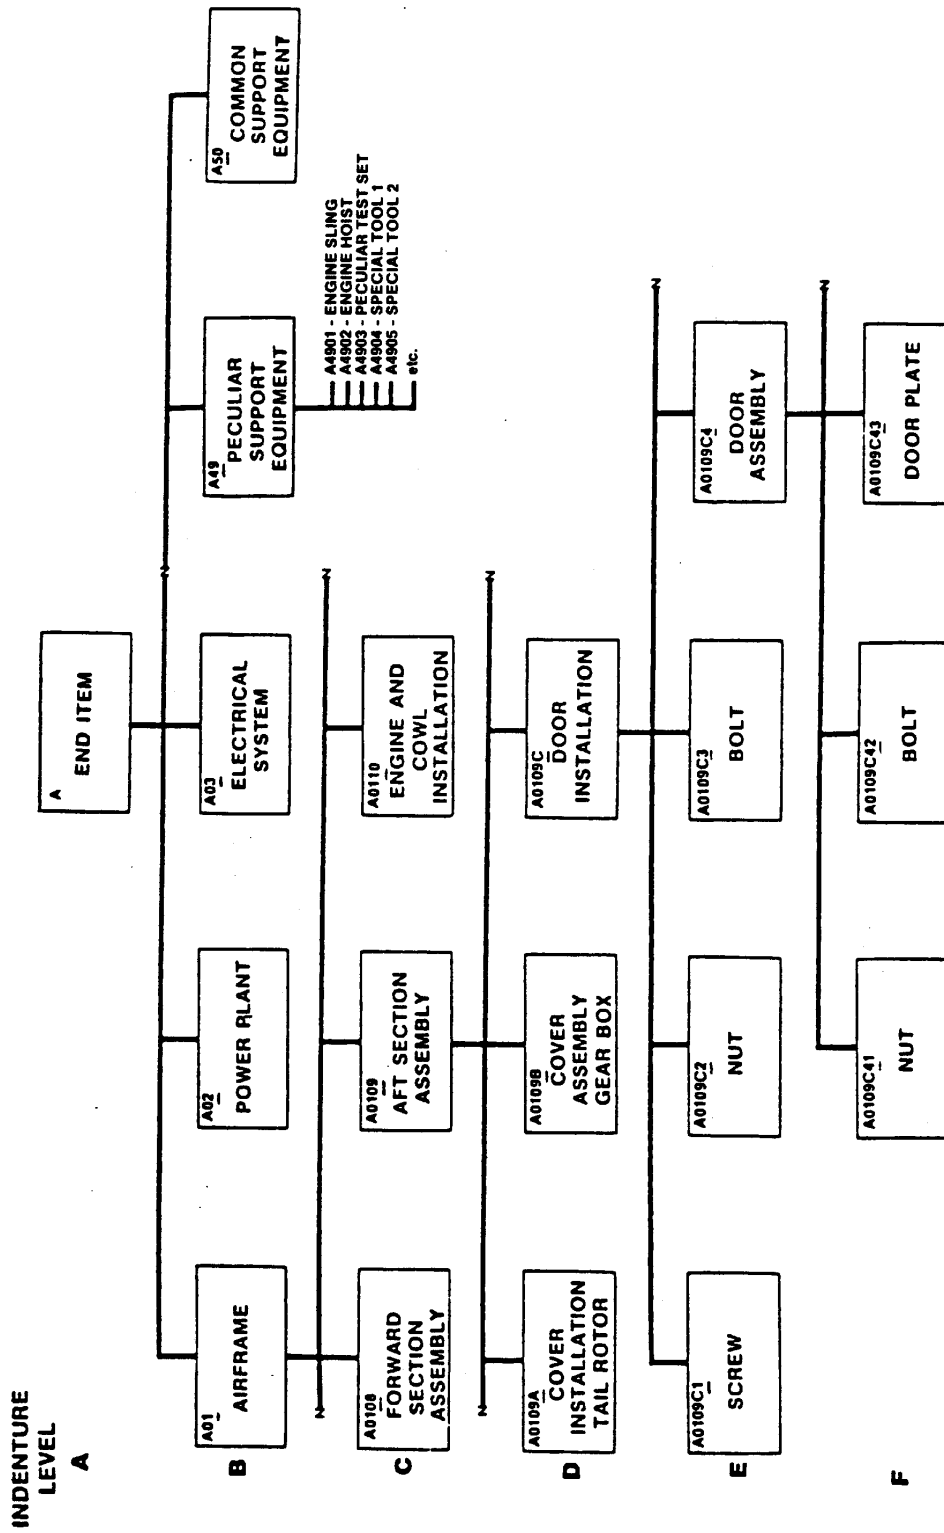 INDENTURE
LEVEL
A
A
END ITEM
B
A01
AIRFRAME
A02
POWER RLANT
A03
ELECTRICAL
SYSTEM
A49
PECULIAR
SUPPORT
EQUIPMENT
A50
COMMON
SUPPORT
EQUIPMENT
A4901 - ENGINE SLING
A4902 - ENGINE HOIST
A4903 - PECULIAR TEST SET
A4904 - SPECIAL TOOL 1
A4905 - SPECIAL TOOL 2
etc.
C
A0108
FORWARD
SECTION
ASSEMBLY
A0109
AFT SECTION
ASSEMBLY
A0110
ENGINE AND
COWL
INSTALLATION
D
A0109A
COVER
INSTALLATION
TAIL ROTOR
A0109B
COVER
ASSEMBLY
GEAR BOX
A0109C
DOOR
INSTALLATION
E
A0109C1
SCREW
A0109C2
NUT
A0109C3
BOLT
A0109C4
DOOR
ASSEMBLY
F
A0109C41
NUT
A0109C42
BOLT
A0109C43
DOOR PLATE